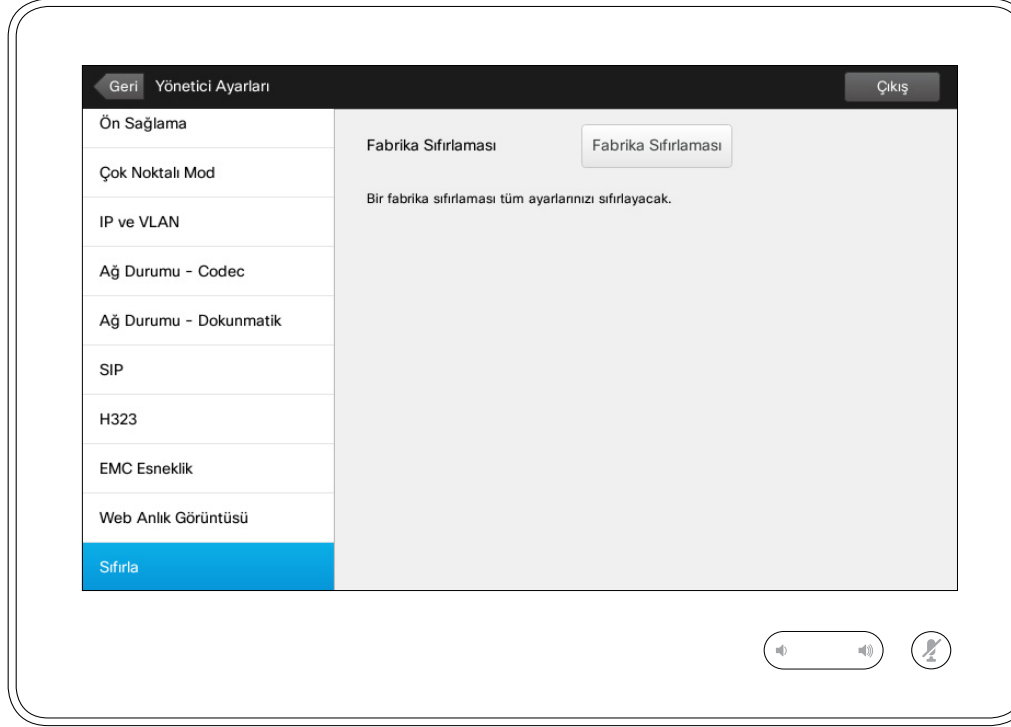 Geri Yönetici Ayarları Çıkış
Ön Sağlama
Çok Noktalı Mod
IP ve VLAN
Ağ Durumu - Codec
Ağ Durumu - Dokunmatik
SIP
H323
EMC Esneklik
Web Anlık Görüntüsü
Sıfırla
Fabrika Sıfırlaması Fabrika Sıfırlaması
Bir fabrika sıfırlaması tüm ayarlarınızı sıfırlayacak.